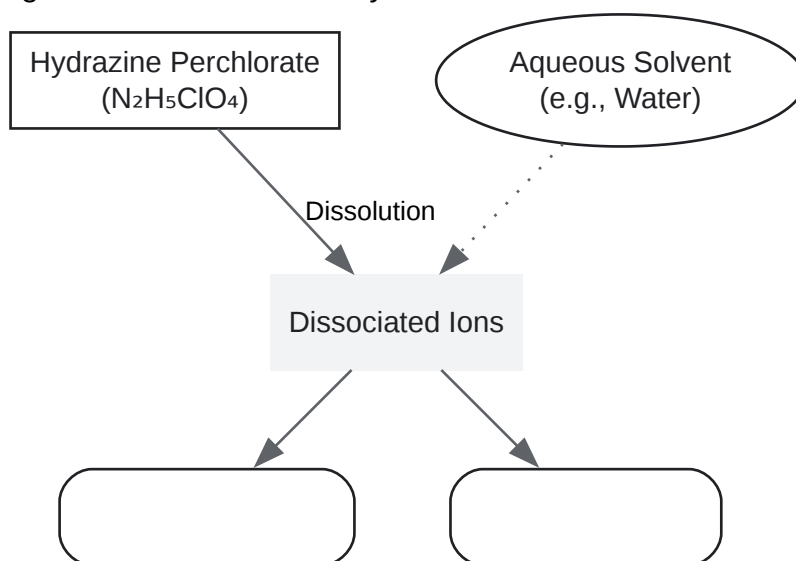 Hydrazine Perchlorate
(N₂H₅ClO₄)
Aqueous Solvent
(e.g., Water)
Dissolution
Dissociated Ions